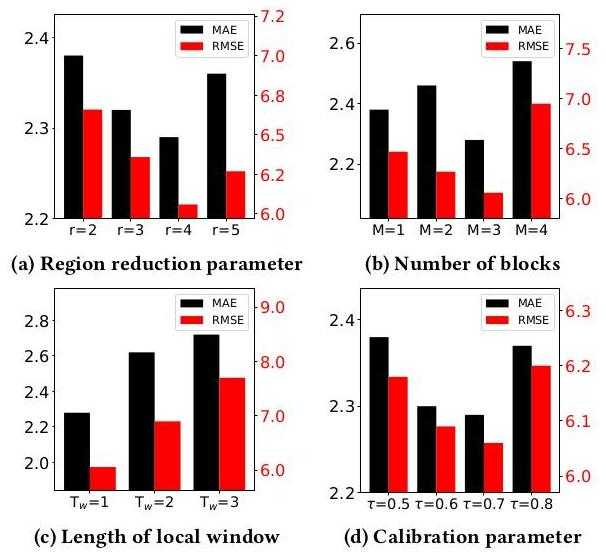 MAE
RMSE
2.4
2.3
2.2
7.2
7.0
6.8
6.5
6.2
6.0
r=2 r=3 r=4 r=5
(a) Region reduction parameter
MAE
RMSE
2.6
2.4
2.2
7.5
7.0
6.5
6.0
M=1 M=2 M=3 M=4
(b) Number of blocks
MAE
RMSE
2.8
2.6
2.4
2.2
2.0
9.0
8.0
7.0
6.0
T_w=1 T_w=2 T_w=3
(c) Length of local window
MAE
RMSE
2.4
2.3
2.2
6.3
6.2
6.1
6.0
τ=0.5 τ=0.6 τ=0.7 τ=0.8
(d) Calibration parameter